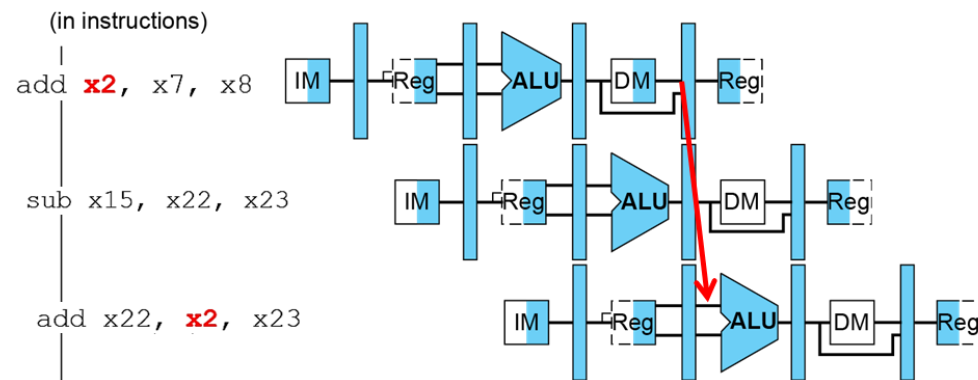 (in instructions)
add x2, x7, x8
IM Reg ALU DM Reg
sub x15, x22, x23
IM Reg ALU DM Reg
add x22, x2, x23
IM Reg ALU DM Reg